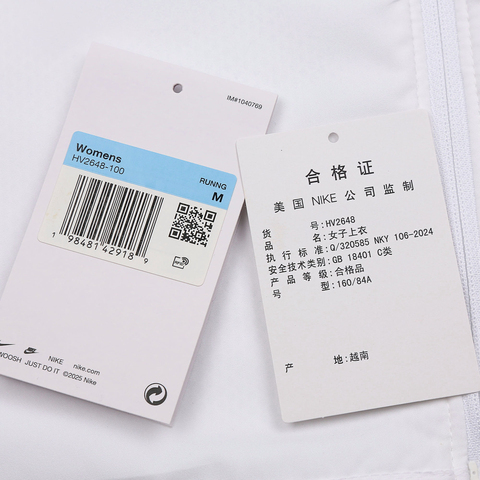 IM#1040769
Womens
HV2648-100
RUNNG
M
1 98481 42918 9
RFID
NIKE nike.com
WOOSH JUST DO IT ©2025 Nike
合格证
美国 NIKE 公司监制
货 号:HV2648
品 名:女子上衣
执行标准:Q/320585 NKY 106-2024
安全技术类别:GB 18401 C类
产品等级:合格品
号 型:160/84A
产 地:越南